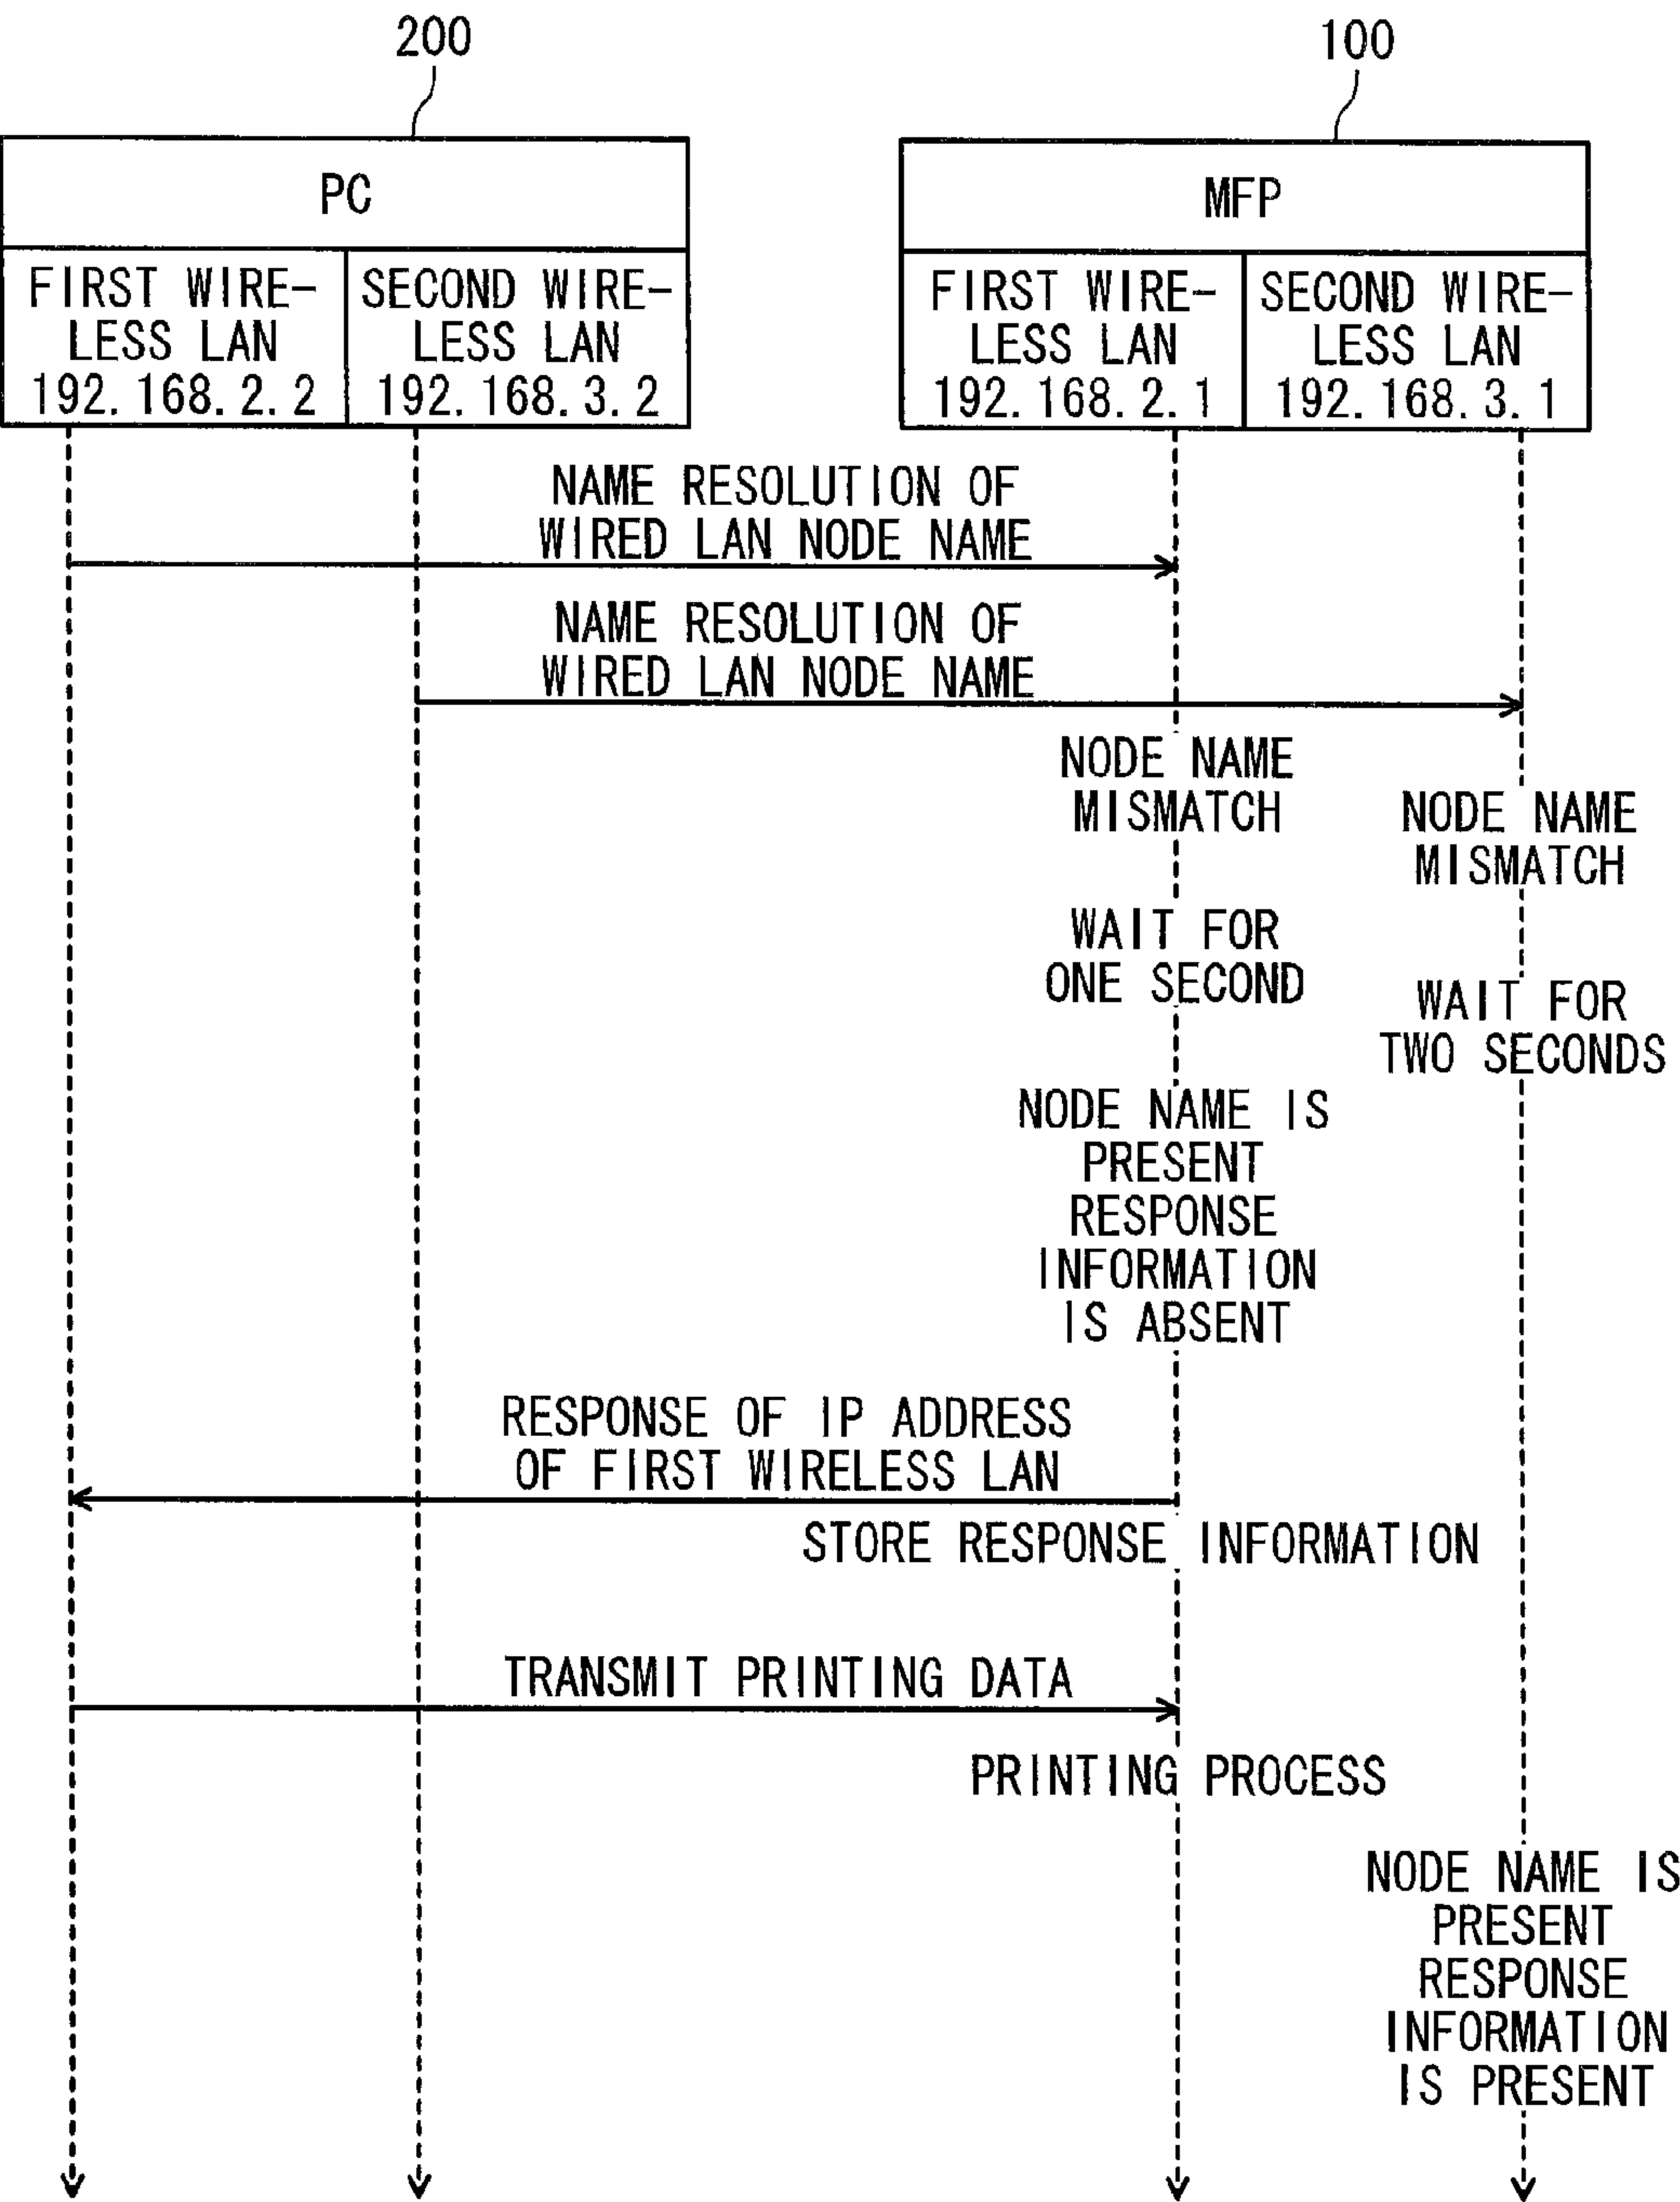 200
100
PC
MFP
FIRST WIRE-
LESS LAN
192.168.2.2
SECOND WIRE-
LESS LAN
192.168.3.2
FIRST WIRE-
LESS LAN
192.168.2.1
SECOND WIRE-
LESS LAN
192.168.3.1
NAME RESOLUTION OF
WIRED LAN NODE NAME
NAME RESOLUTION OF
WIRED LAN NODE NAME
NODE NAME
MISMATCH
NODE NAME
MISMATCH
WAIT FOR
ONE SECOND
WAIT FOR
TWO SECONDS
NODE NAME IS
PRESENT
RESPONSE
INFORMATION
IS ABSENT
RESPONSE OF IP ADDRESS
OF FIRST WIRELESS LAN
STORE RESPONSE INFORMATION
TRANSMIT PRINTING DATA
PRINTING PROCESS
NODE NAME IS
PRESENT
RESPONSE
INFORMATION
IS PRESENT